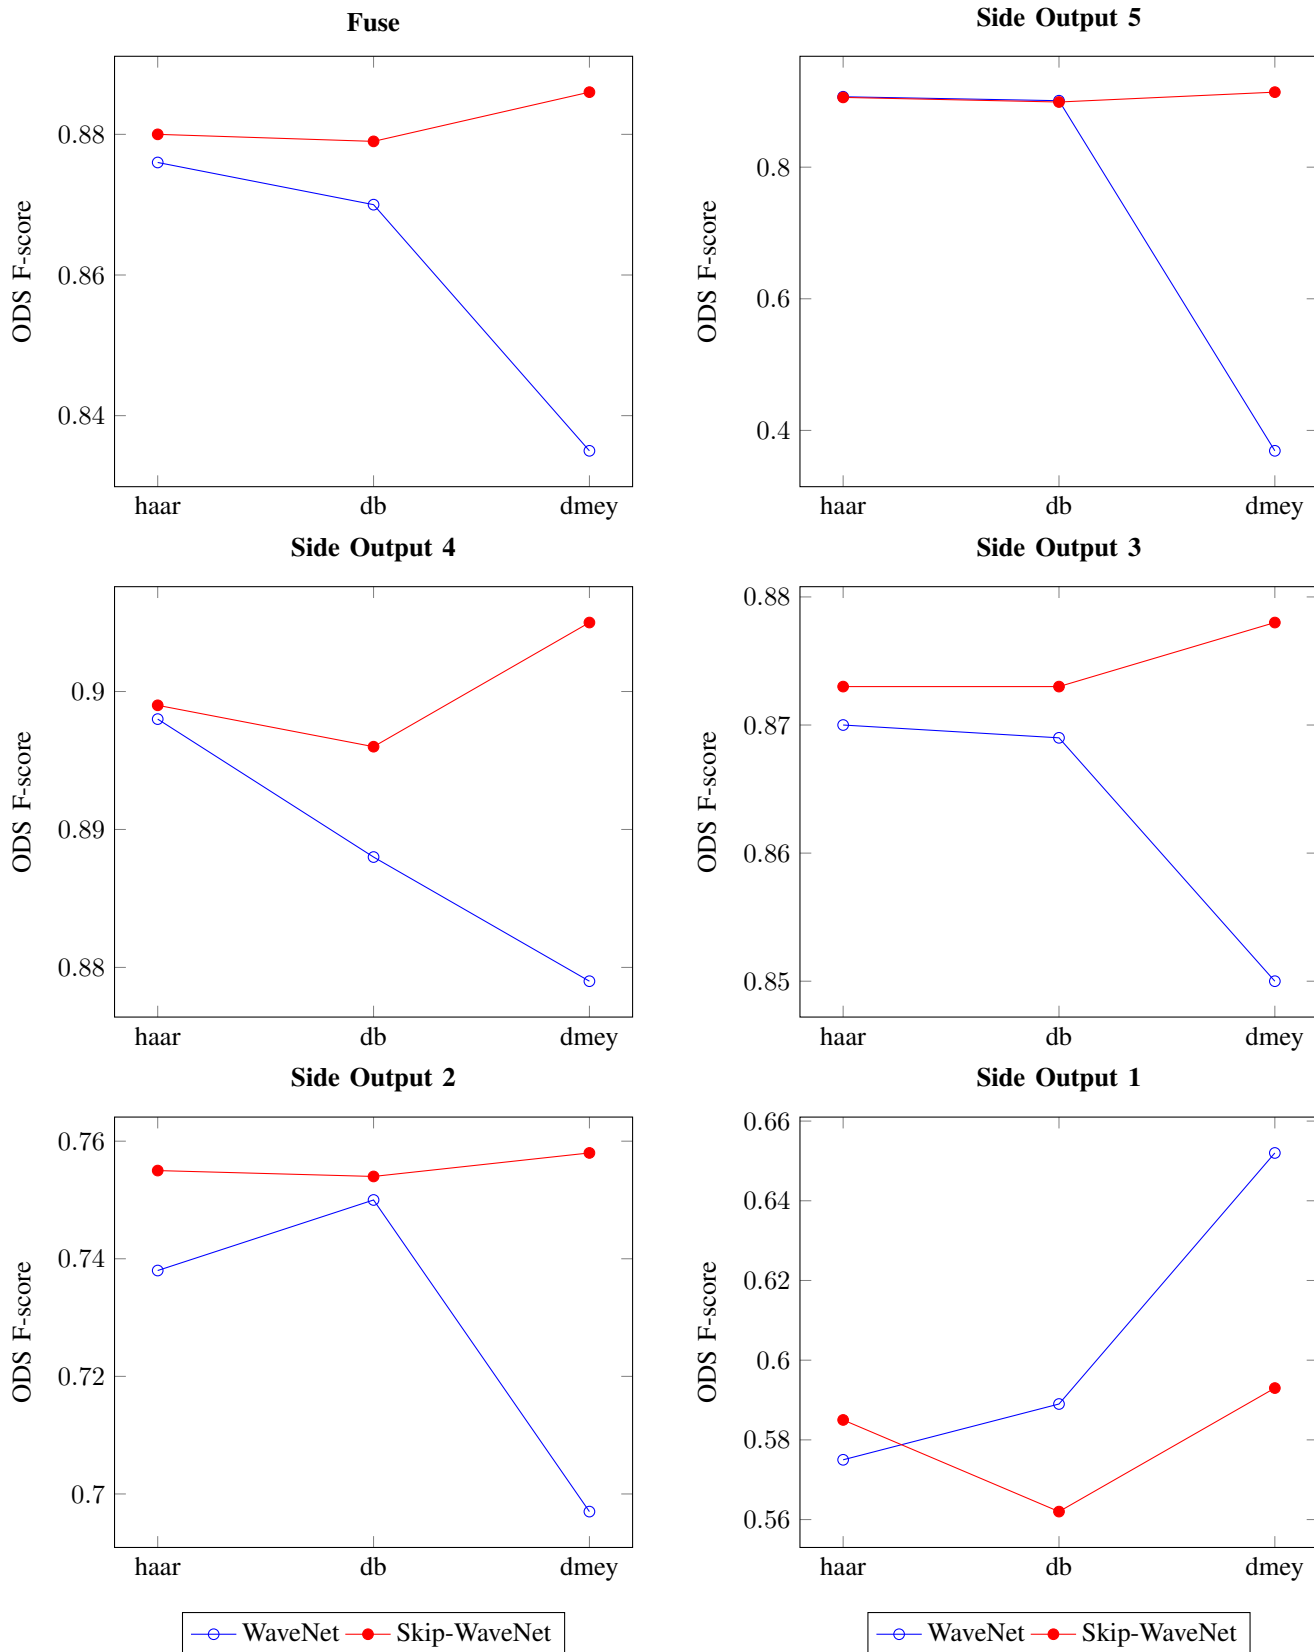 Fuse
0.88
0.86
0.84
ODS F-score
haar db dmey
Side Output 5
0.8
0.6
0.4
ODS F-score
haar db dmey
Side Output 4
0.9
0.89
0.88
ODS F-score
haar db dmey
Side Output 3
0.88
0.87
0.86
0.85
ODS F-score
haar db dmey
Side Output 2
0.76
0.74
0.72
0.7
ODS F-score
haar db dmey
Side Output 1
0.66
0.64
0.62
0.6
0.58
0.56
ODS F-score
haar db dmey
WaveNet Skip-WaveNet
WaveNet Skip-WaveNet